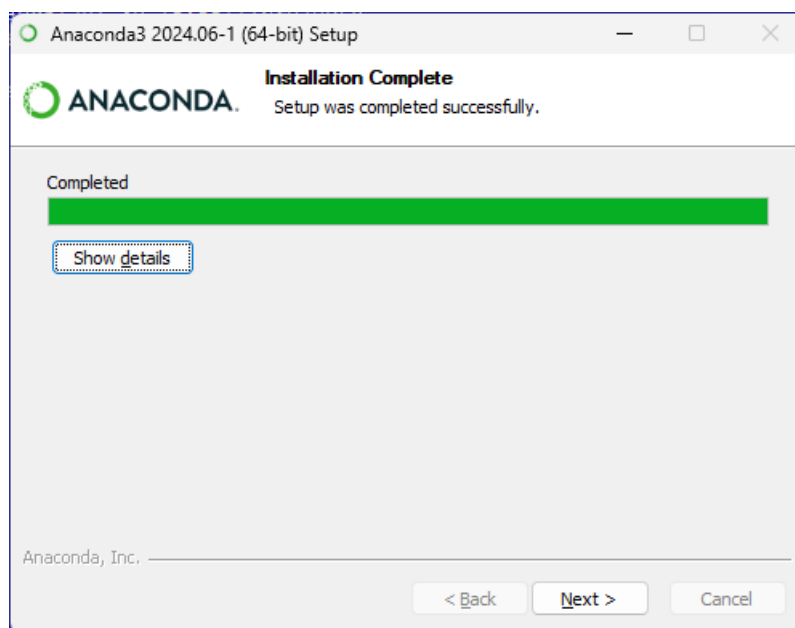 Anaconda3 2024.06-1 (64-bit) Setup
ANACONDA.
Installation Complete
Setup was completed successfully.
Completed
Show details
Anaconda, Inc.
< Back
Next >
Cancel